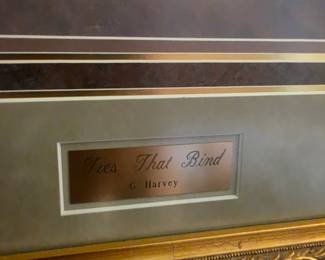 Ties That Bind
G. Harvey